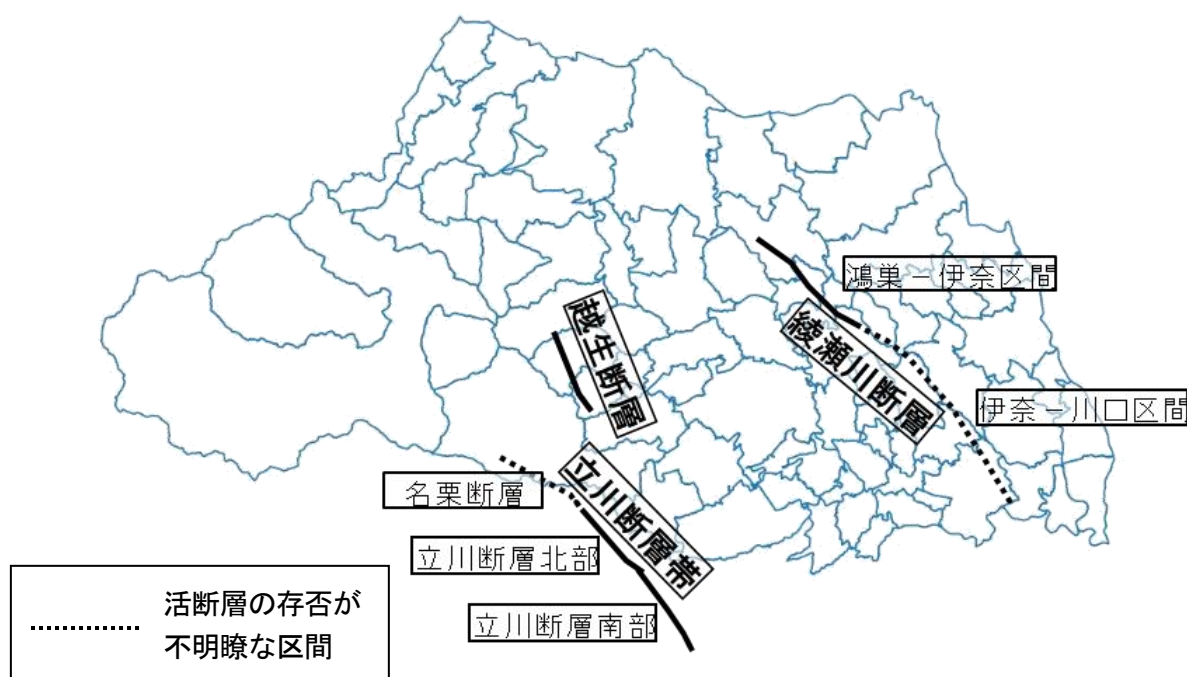 鴻巣－伊奈区間
綾瀬川断層
伊奈－川口区間
越生断層
立川断層帯
名栗断層
立川断層北部
立川断層南部
活断層の存否が
不明瞭な区間